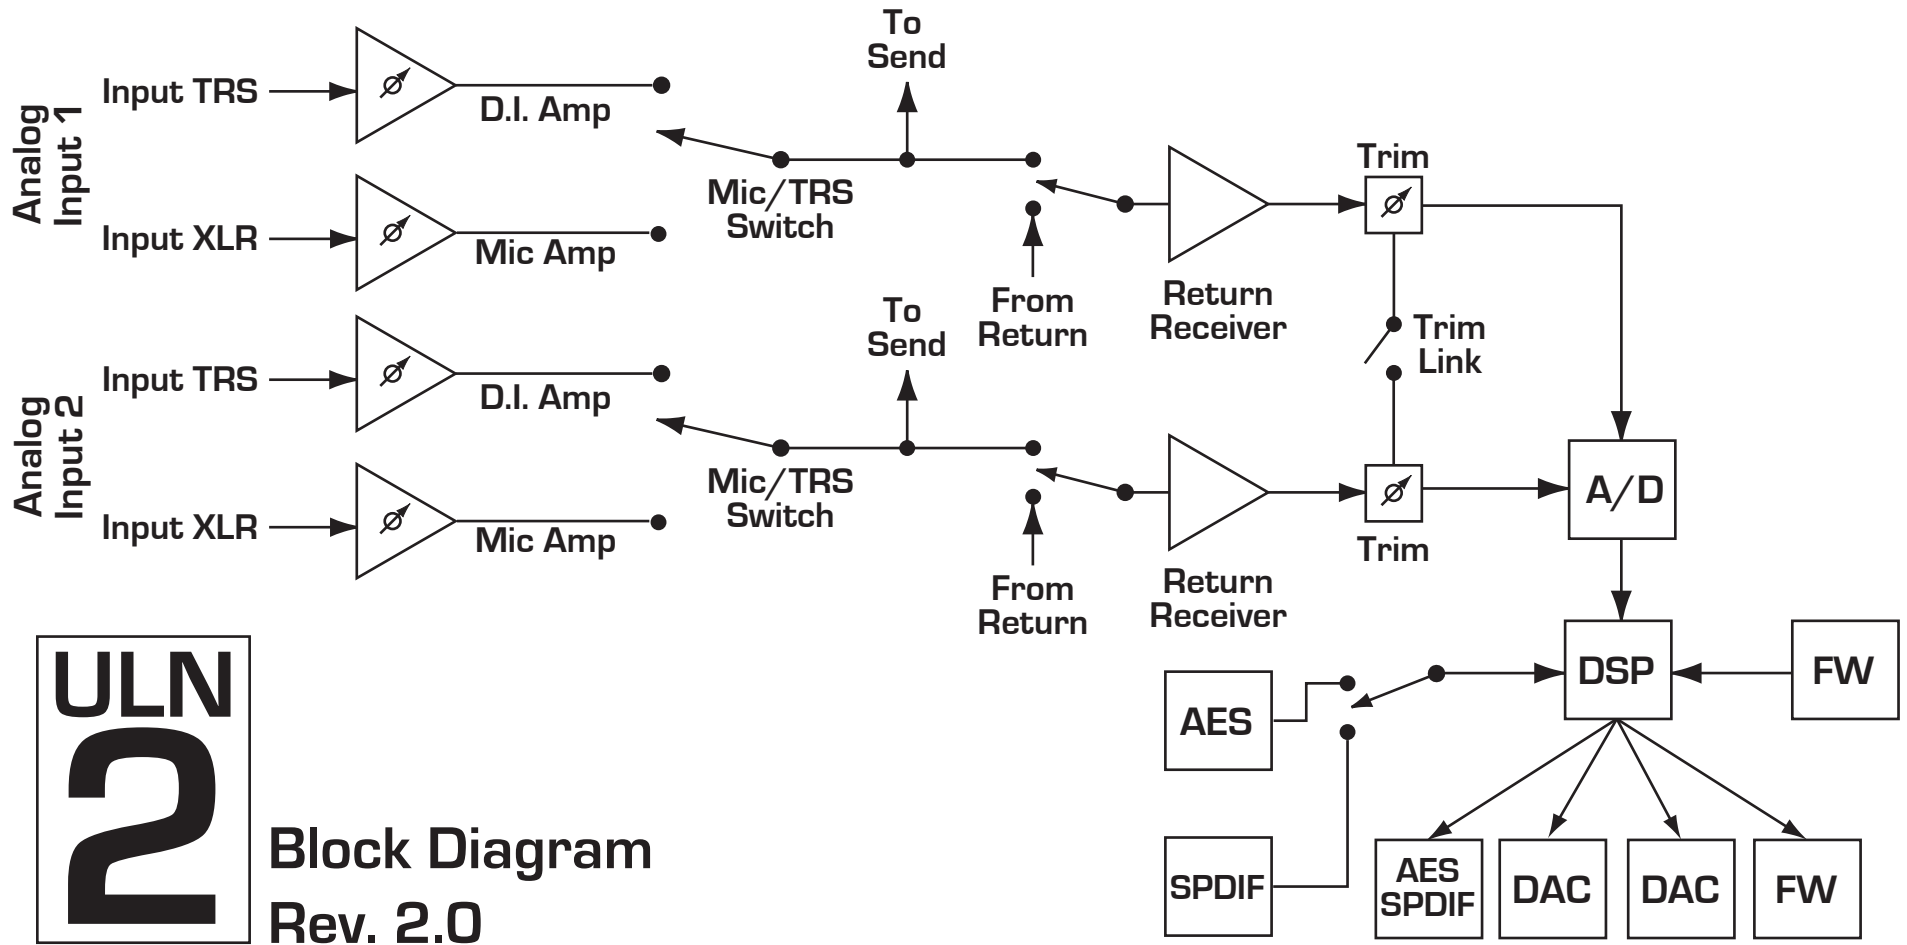 To
Send
Analog
Input 1
Input TRS
D.I. Amp
Mic/TRS
Switch
Input XLR
Mic Amp
From
Return
Return
Receiver
Trim
Trim
Link
Analog
Input 2
Input TRS
D.I. Amp
To
Send
Mic/TRS
Switch
Input XLR
Mic Amp
From
Return
Return
Receiver
Trim
A/D
DSP
FW
AES
SPDIF
AES
SPDIF
DAC
DAC
FW
ULN
2
Block Diagram
Rev. 2.0